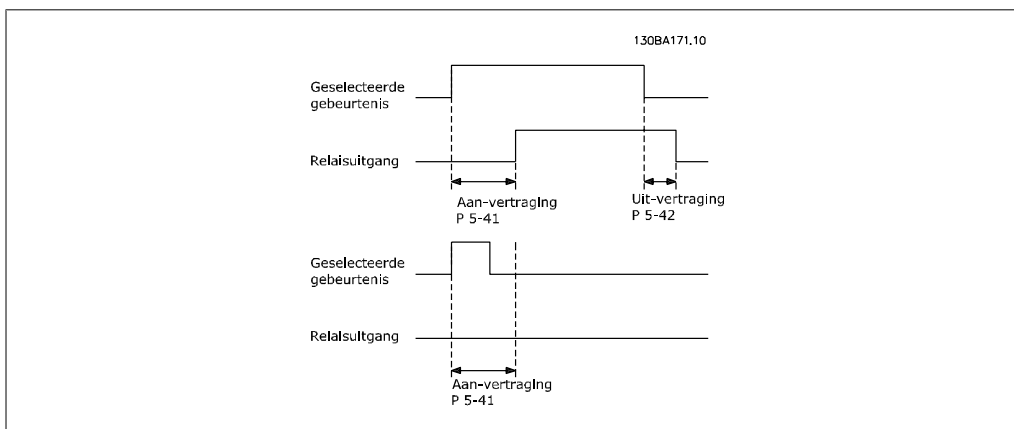 130BA171.10
Geselecteerde
gebeurtenis
Relaisuitgang
Aan-vertraging
P 5-41
Uit-vertraging
P 5-42
Geselecteerde
gebeurtenis
Relaisuitgang
Aan-vertraging
P 5-41